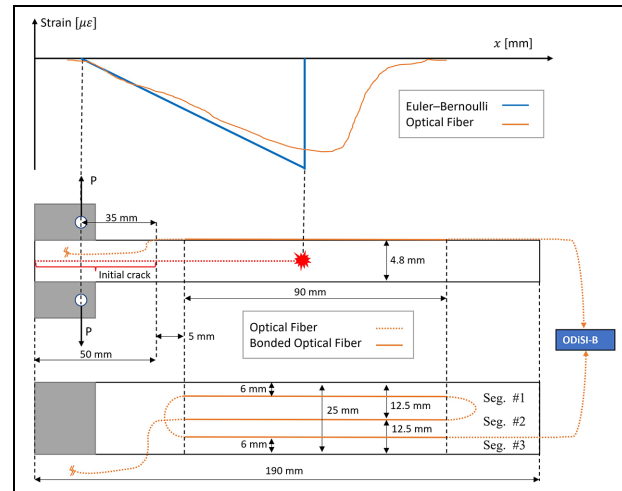 Strain [με]
x [mm]
Euler–Bernoulli
Optical Fiber
P
35 mm
Initial crack
4.8 mm
90 mm
P
5 mm
50 mm
Optical Fiber
Bonded Optical Fiber
ODiSI-B
6 mm
25 mm
12.5 mm
12.5 mm
6 mm
Seg. #1
Seg. #2
Seg. #3
190 mm